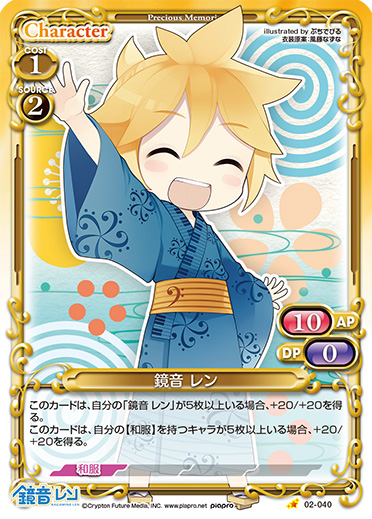 Precious Memories
Character
illustrated by ぷちでびる
衣装原案：風藤なずな
COST
1
SOURCE
2
10 AP
DP 0
鏡音 レン
このカードは、自分の「鏡音 レン」が5枚以上いる場合、+20/+20を得
る。
このカードは、自分の【和服】を持つキャラが5枚以上いる場合、+20/
+20を得る。
和服
鏡音レン
KAGAMINE LEN
©Crypton Future Media, INC. www.piapro.net piapro
02-040